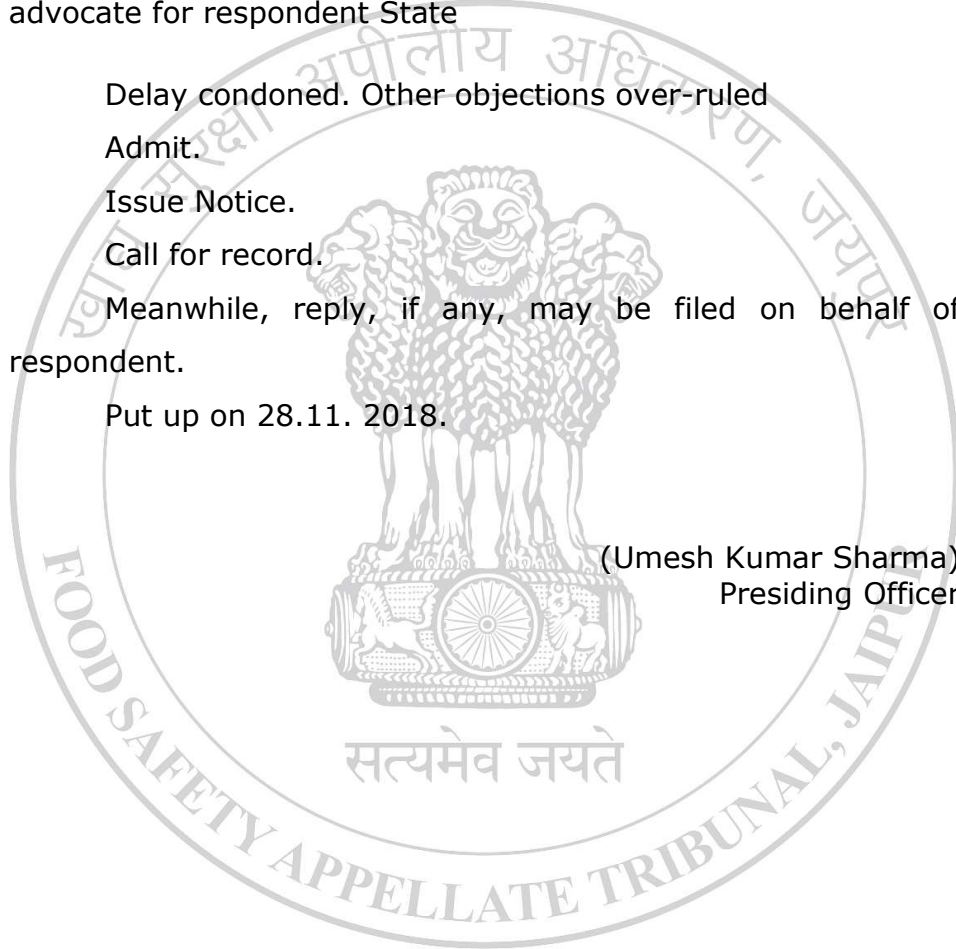 advocate for respondent State
खाद्य सुरक्षा अपीलीय अधिकरण, जयपुर
Delay condoned. Other objections over-ruled
Admit.
Issue Notice.
Call for record.
Meanwhile, reply, if any, may be filed on behalf of
respondent.
Put up on 28.11. 2018.
(Umesh Kumar Sharma)
Presiding Officer
सत्यमेव जयते
FOOD SAFETY APPELLATE TRIBUNAL, JAIPUR